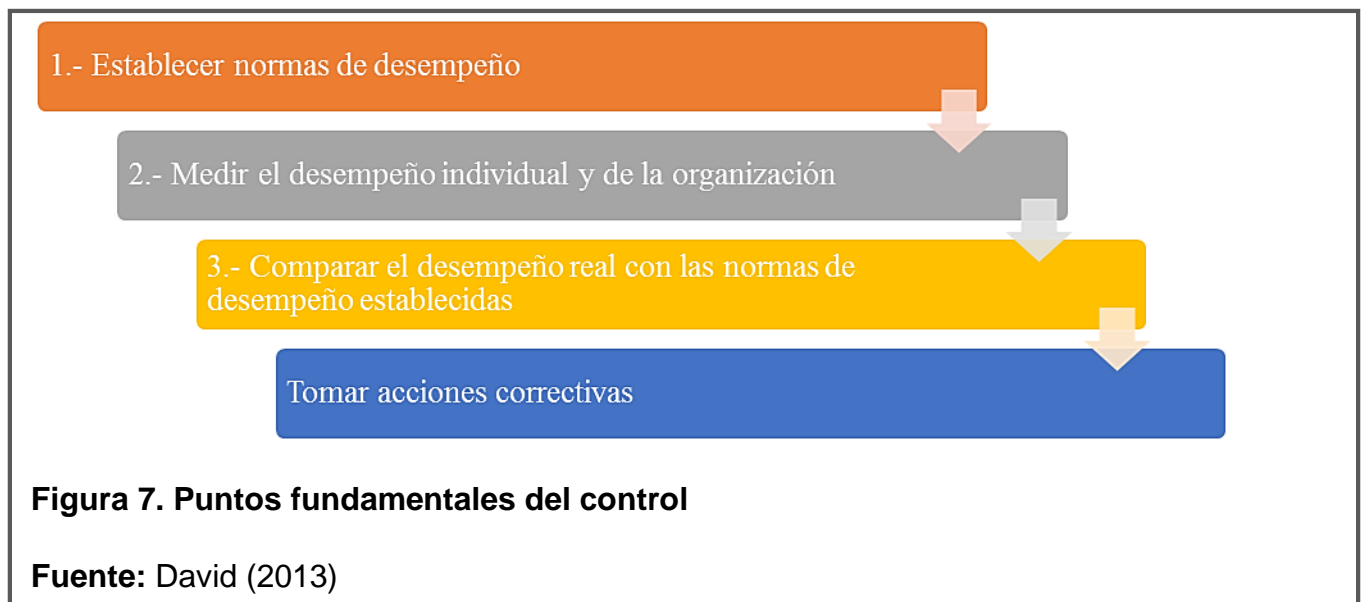 1.- Establecer normas de desempeño
2.- Medir el desempeño individual y de la organización
3.- Comparar el desempeño real con las normas de
desempeño establecidas
Tomar acciones correctivas
Figura 7. Puntos fundamentales del control
Fuente: David (2013)